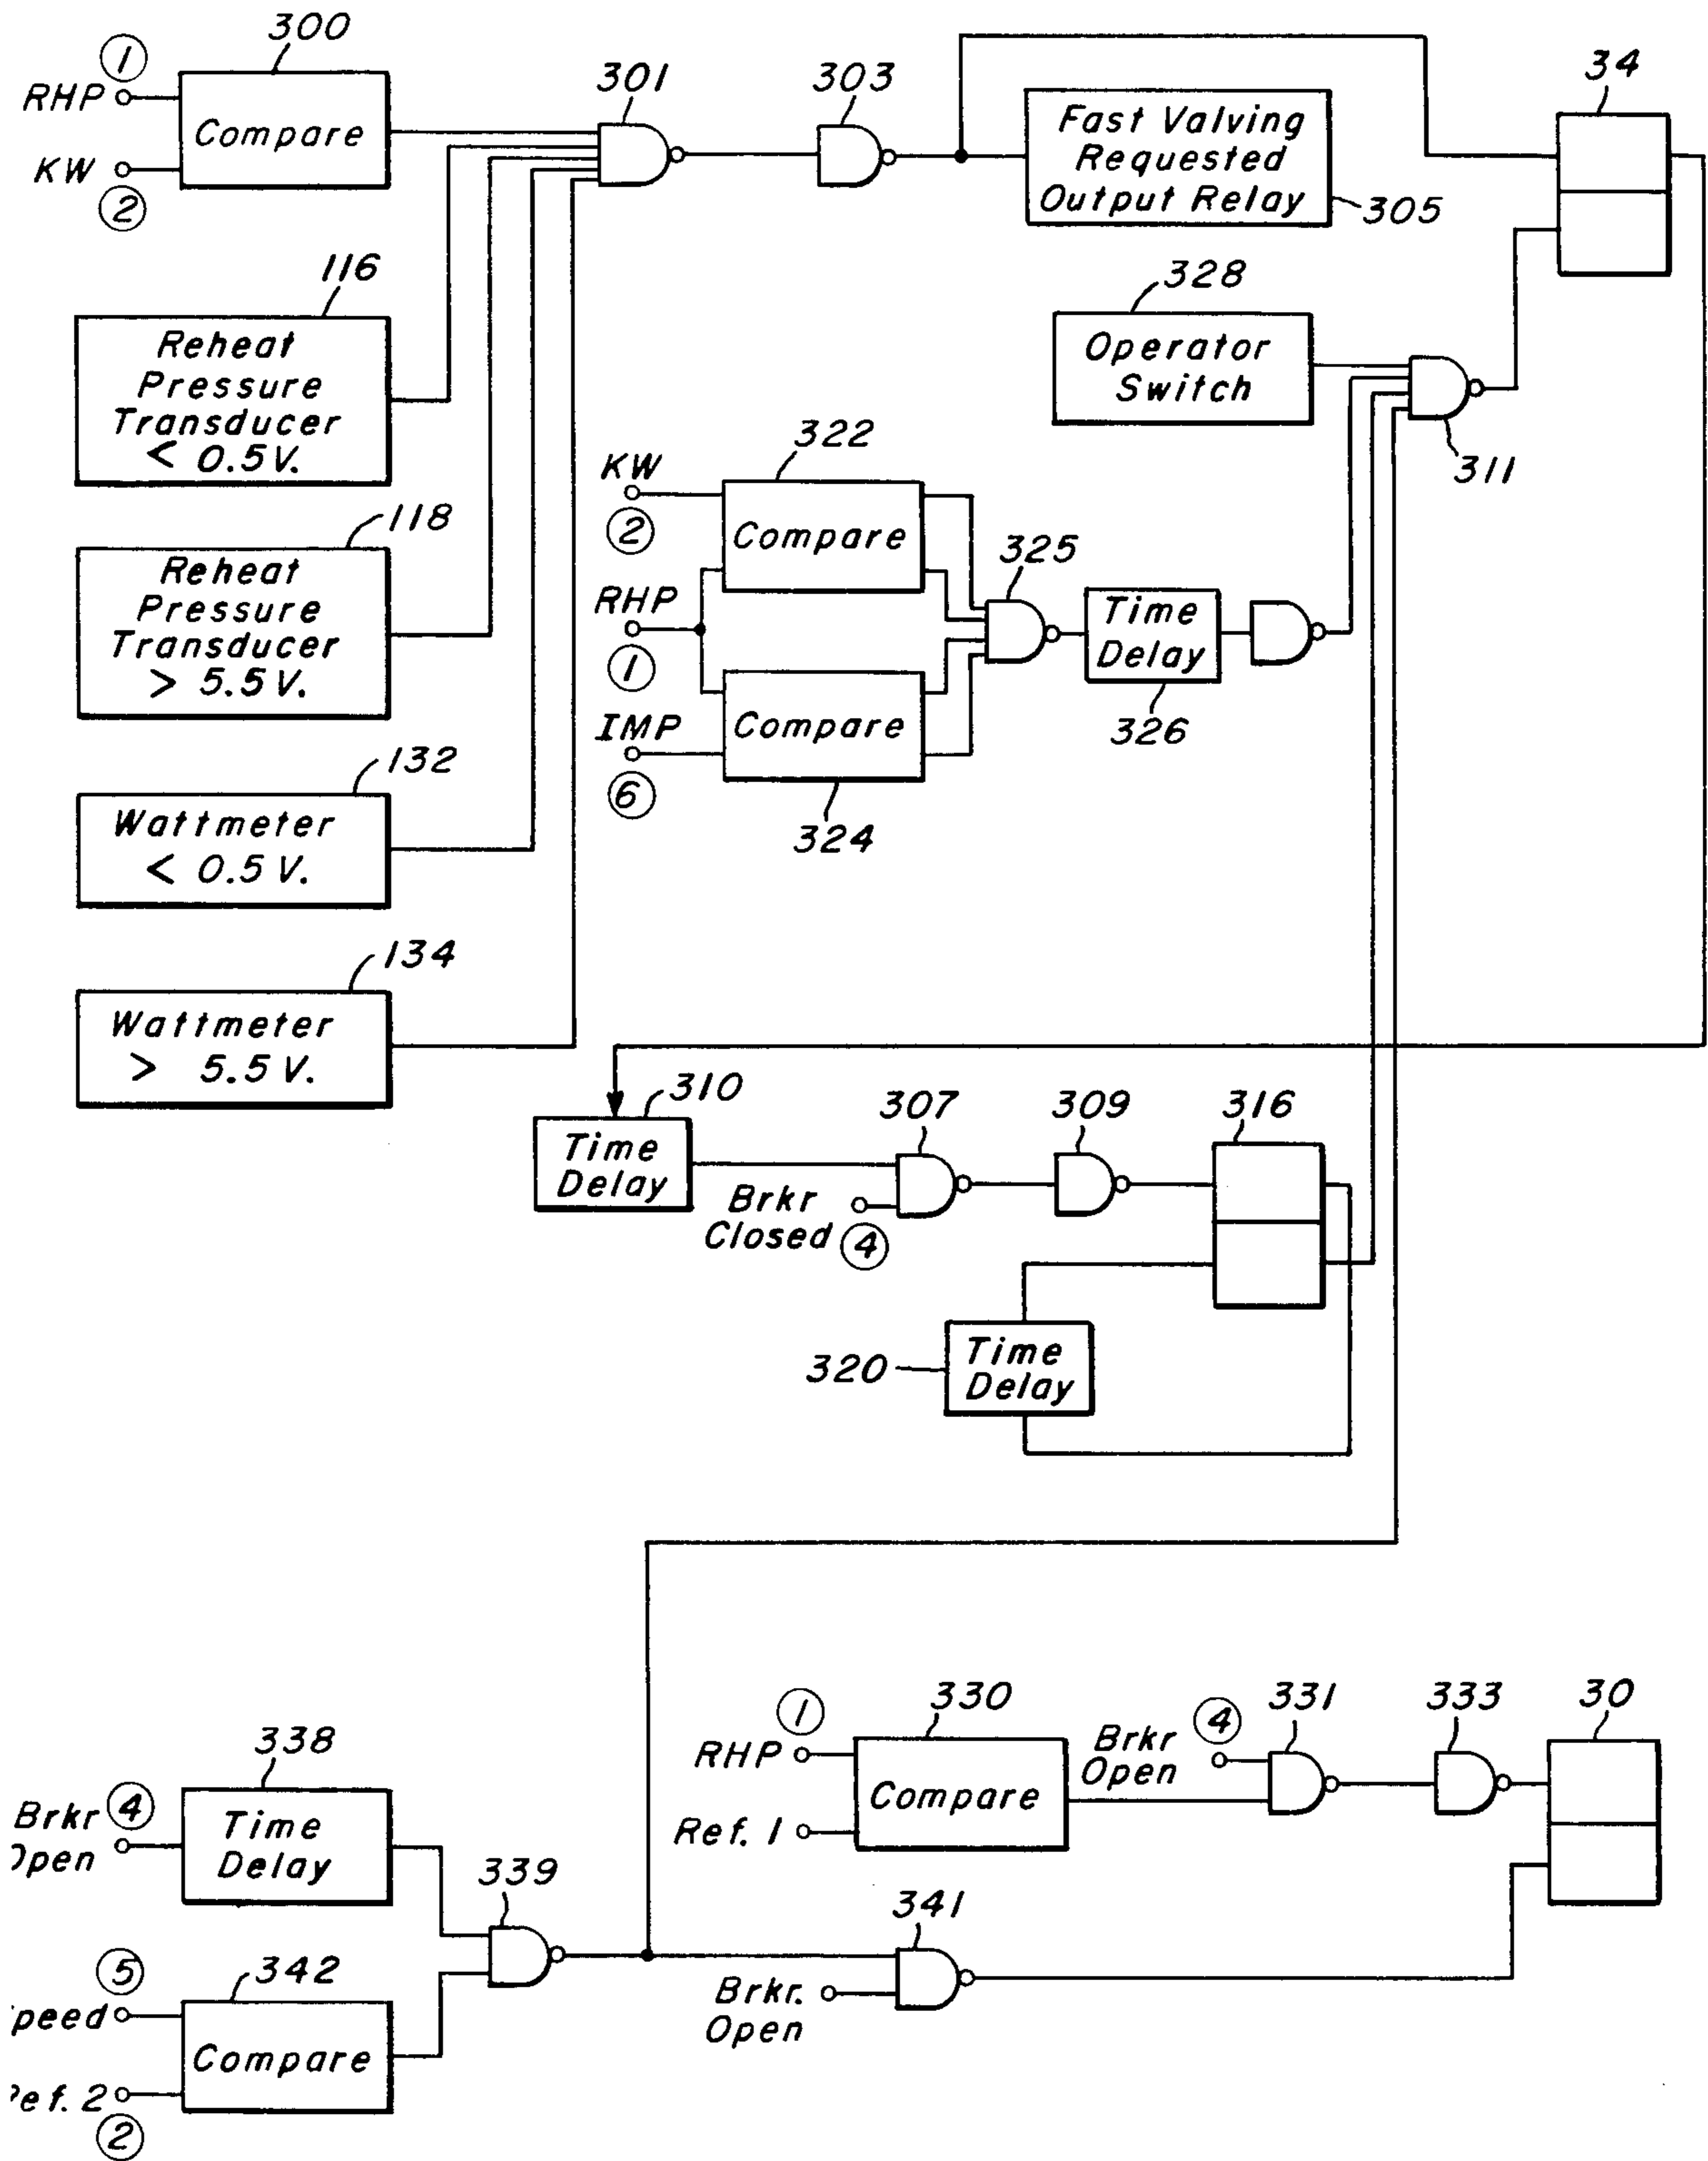 300
1
RHP
KW
2
Compare
301
303
Fast Valving
Requested
Output Relay
305
34
116
Reheat
Pressure
Transducer
< 0.5 V.
328
Operator
Switch
311
118
Reheat
Pressure
Transducer
> 5.5 V.
322
KW
2
Compare
RHP
1
325
Time
Delay
326
IMP
6
Compare
324
132
Wattmeter
< 0.5 V.
134
Wattmeter
> 5.5 V.
310
Time
Delay
307
309
316
Brkr
Closed
4
320
Time
Delay
338
Brkr
4
Time
Delay
339
5
342
Compare
2
1
330
RHP
Ref. 1
Compare
Brkr
Open
4
331
333
30
341
Brkr.
Open